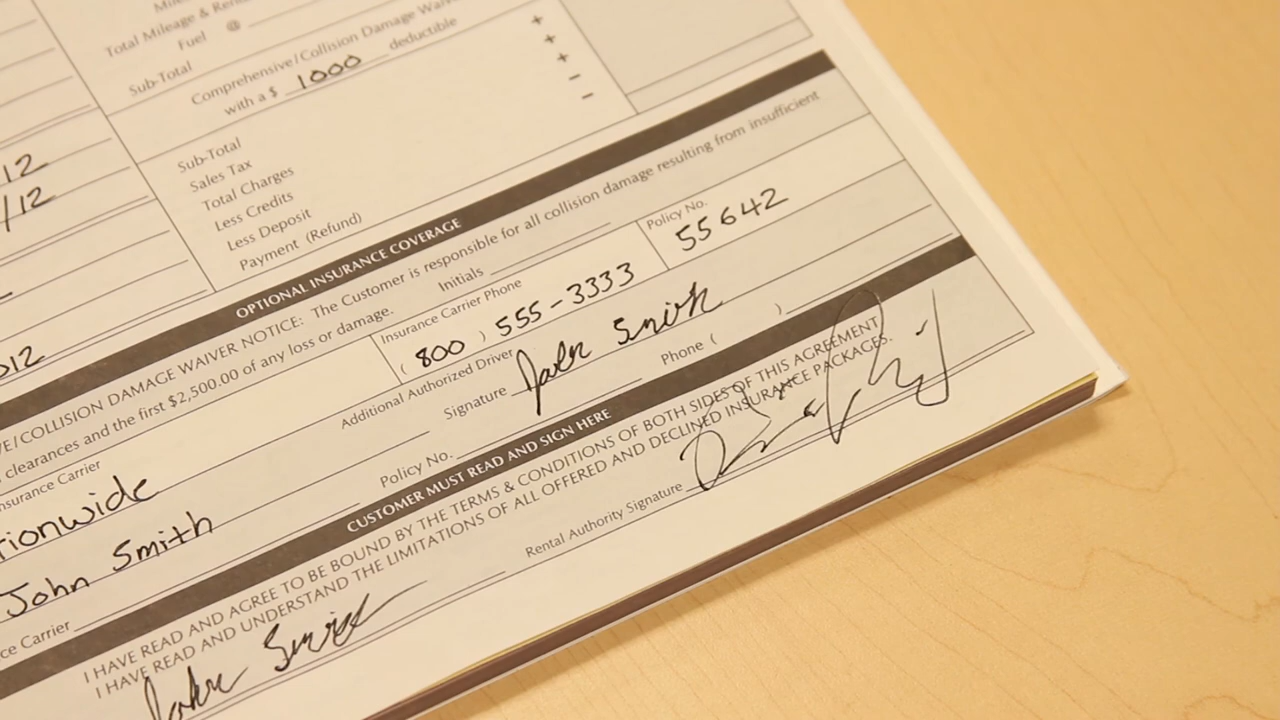 Total Mileage & 
Fuel @
Sub-Total
Comprehensive/Collision Damage
with a $ 1000 deductible
+
+
+
–
–
Sub-Total
Sales Tax
Total Charges
Less Credits
Less Deposit
Payment (Refund)
12
/12
012
OPTIONAL INSURANCE COVERAGE
/COLLISION DAMAGE WAIVER NOTICE: The Customer is responsible for all collision damage resulting from insufficient
clearances and the first $2,500.00 of any loss or damage. Initials
Carrier
Insurance Carrier Phone
(800) 555-3333
Policy No.
55642
John Smith
Additional Authorized Driver
Signature John Smith
Carrier
Policy No.
Phone ( )
CUSTOMER MUST READ AND SIGN HERE
I HAVE READ AND AGREE TO BE BOUND BY THE TERMS & CONDITIONS OF BOTH SIDES OF THIS AGREEMENT
I HAVE READ AND UNDERSTAND THE LIMITATIONS OF ALL OFFERED AND DECLINED INSURANCE PACKAGES.
John Smith
Rental Authority Signature